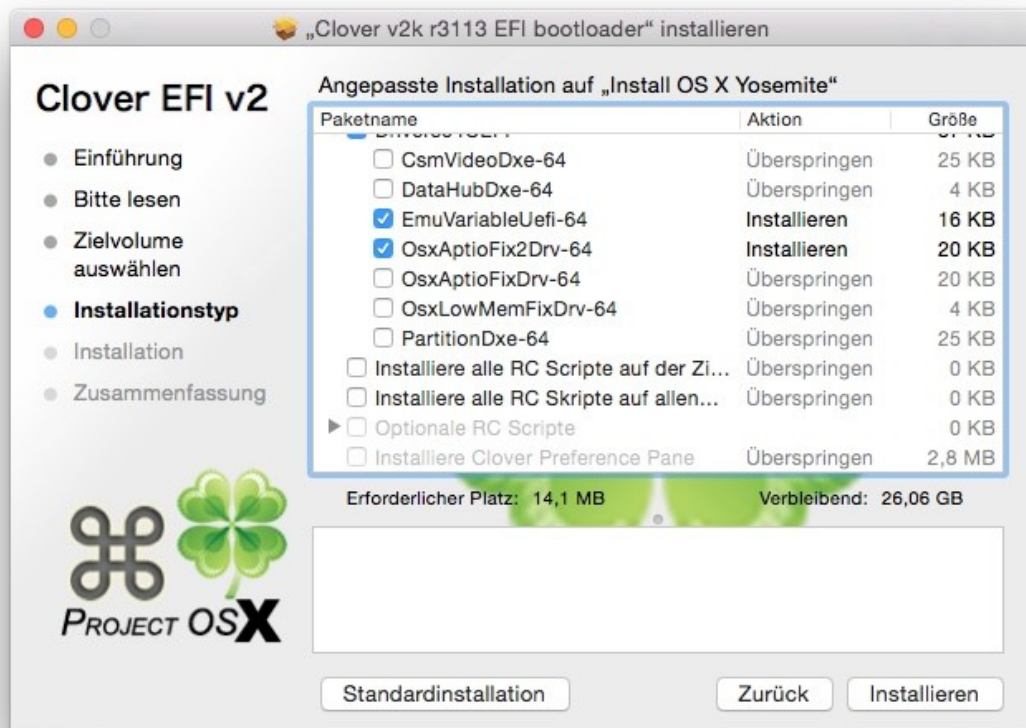 „Clover v2k r3113 EFI bootloader“ installieren
Clover EFI v2
Einführung
Bitte lesen
Zielvolume
auswählen
Installationstyp
Installation
Zusammenfassung
PROJECT OSX
Angepasste Installation auf „Install OS X Yosemite“
Paketname Aktion Größe
CsmVideoDxe-64 Überspringen 25 KB
DataHubDxe-64 Überspringen 4 KB
EmuVariableUefi-64 Installieren 16 KB
OsxAptioFix2Drv-64 Installieren 20 KB
OsxAptioFixDrv-64 Überspringen 20 KB
OsxLowMemFixDrv-64 Überspringen 4 KB
PartitionDxe-64 Überspringen 25 KB
Installiere alle RC Scripte auf der Zi... Überspringen 0 KB
Installiere alle RC Skripte auf allen... Überspringen 0 KB
Optionale RC Scripte 0 KB
Installiere Clover Preference Pane Überspringen 2,8 MB
Erforderlicher Platz: 14,1 MB Verbleibend: 26,06 GB
Standardinstallation Zurück Installieren